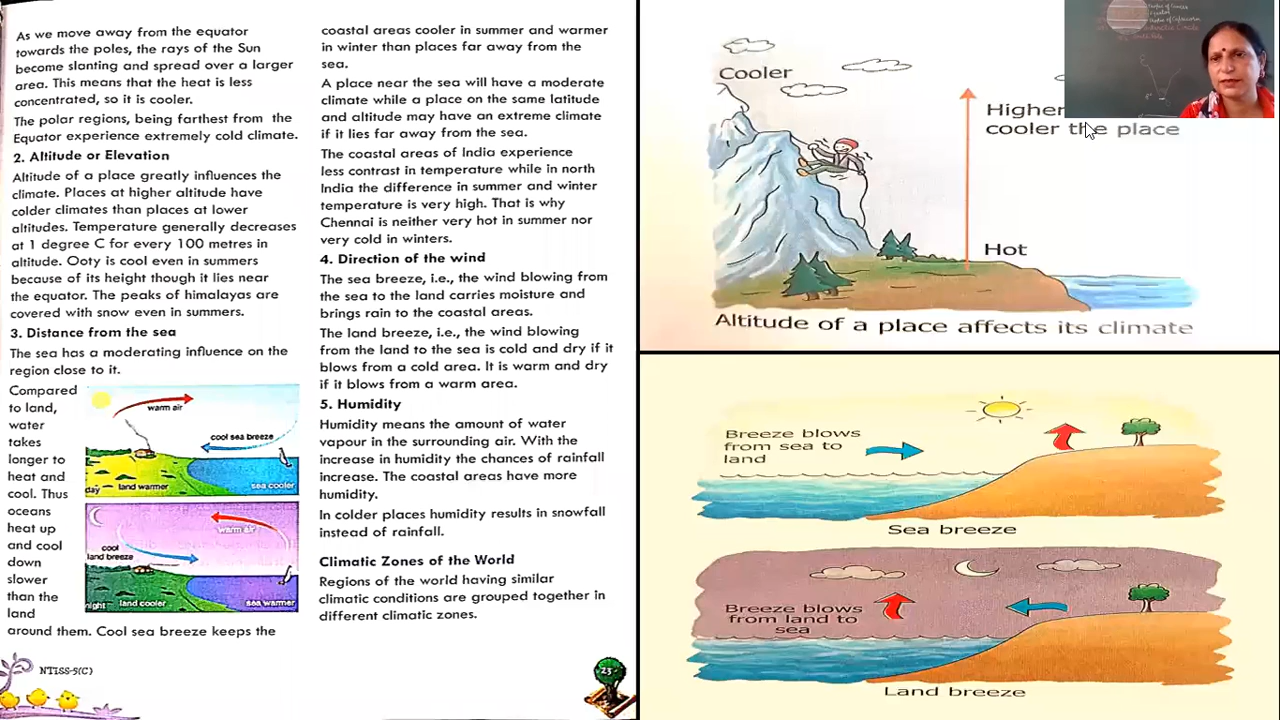 As we move away from the equator
towards the poles, the rays of the Sun
become slanting and spread over a larger
area. This means that the heat is less
concentrated, so it is cooler.
The polar regions, being farthest from the
Equator experience extremely cold climate.
2. Altitude or Elevation
Altitude of a place greatly influences the
climate. Places at higher altitude have
colder climates than places at lower
altitudes. Temperature generally decreases
at 1 degree C for every 100 metres in
altitude. Ooty is cool even in summers
because of its height though it lies near
the equator. The peaks of himalayas are
covered with snow even in summers.
3. Distance from the sea
The sea has a moderating influence on the
region close to it.
Compared
to land,
water
takes
longer to
heat and
cool. Thus
oceans
heat up
and cool
down
slower
than the
land
around them. Cool sea breeze keeps the
warm air
cool sea breeze
day land warmer
sea cooler
warm air
cool
land breeze
night land cooler
sea warmer
NTISS-5(C)
coastal areas cooler in summer and warmer
in winter than places far away from the
sea.
A place near the sea will have a moderate
climate while a place on the same latitude
and altitude may have an extreme climate
if it lies far away from the sea.
The coastal areas of India experience
less contrast in temperature while in north
India the difference in summer and winter
temperature is very high. That is why
Chennai is neither very hot in summer nor
very cold in winters.
4. Direction of the wind
The sea breeze, i.e., the wind blowing from
the sea to the land carries moisture and
brings rain to the coastal areas.
The land breeze, i.e., the wind blowing
from the land to the sea is cold and dry if it
blows from a cold area. It is warm and dry
if it blows from a warm area.
5. Humidity
Humidity means the amount of water
vapour in the surrounding air. With the
increase in humidity the chances of rainfall
increase. The coastal areas have more
humidity.
In colder places humidity results in snowfall
instead of rainfall.
Climatic Zones of the World
Regions of the world having similar
climatic conditions are grouped together in
different climatic zones.
23
Cooler
Higher
cooler the place
Hot
Altitude of a place affects its climate
Tropic of Cancer
Equator
Tropic of Capricorn
Breeze blows
from sea to
land
Sea breeze
Breeze blows
from land to
sea
Land breeze